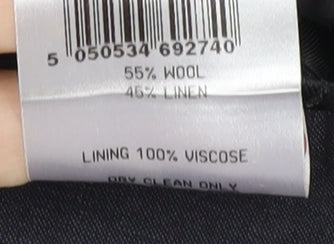 5 050534 692740
55% WOOL
45% LINEN
LINING 100% VISCOSE
DRY CLEAN ONLY